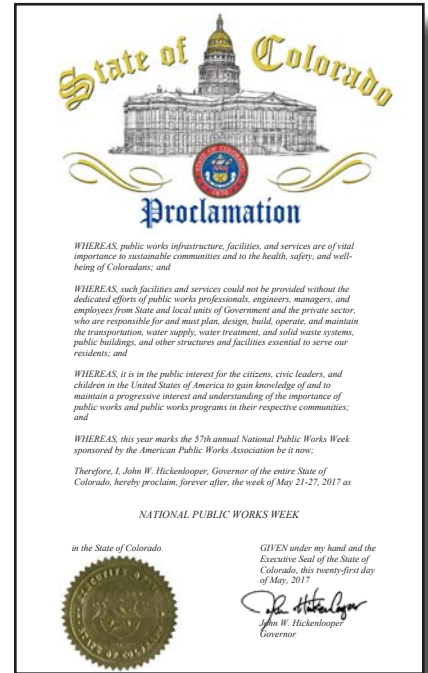 State of Colorado
STATE OF COLORADO
1876
Proclamation
WHEREAS, public works infrastructure, facilities, and services are of vital
importance to sustainable communities and to the health, safety, and well-
being of Coloradans; and
WHEREAS, such facilities and services could not be provided without the
dedicated efforts of public works professionals, engineers, managers, and
employees from State and local units of Government and the private sector,
who are responsible for and must plan, design, build, operate, and maintain
the transportation, water supply, water treatment, and solid waste systems,
public buildings, and other structures and facilities essential to serve our
residents; and
WHEREAS, it is in the public interest for the citizens, civic leaders, and
children in the United States of America to gain knowledge of and to
maintain a progressive interest and understanding of the importance of
public works and public works programs in their respective communities;
and
WHEREAS, this year marks the 57th annual National Public Works Week
sponsored by the American Public Works Association be it now;
Therefore, I, John W. Hickenlooper, Governor of the entire State of
Colorado, hereby proclaim, forever after, the week of May 21-27, 2017 as
NATIONAL PUBLIC WORKS WEEK
in the State of Colorado.
GIVEN under my hand and the
Executive Seal of the State of
Colorado, this twenty-first day
of May, 2017
John Hickenlooper
John W. Hickenlooper
Governor